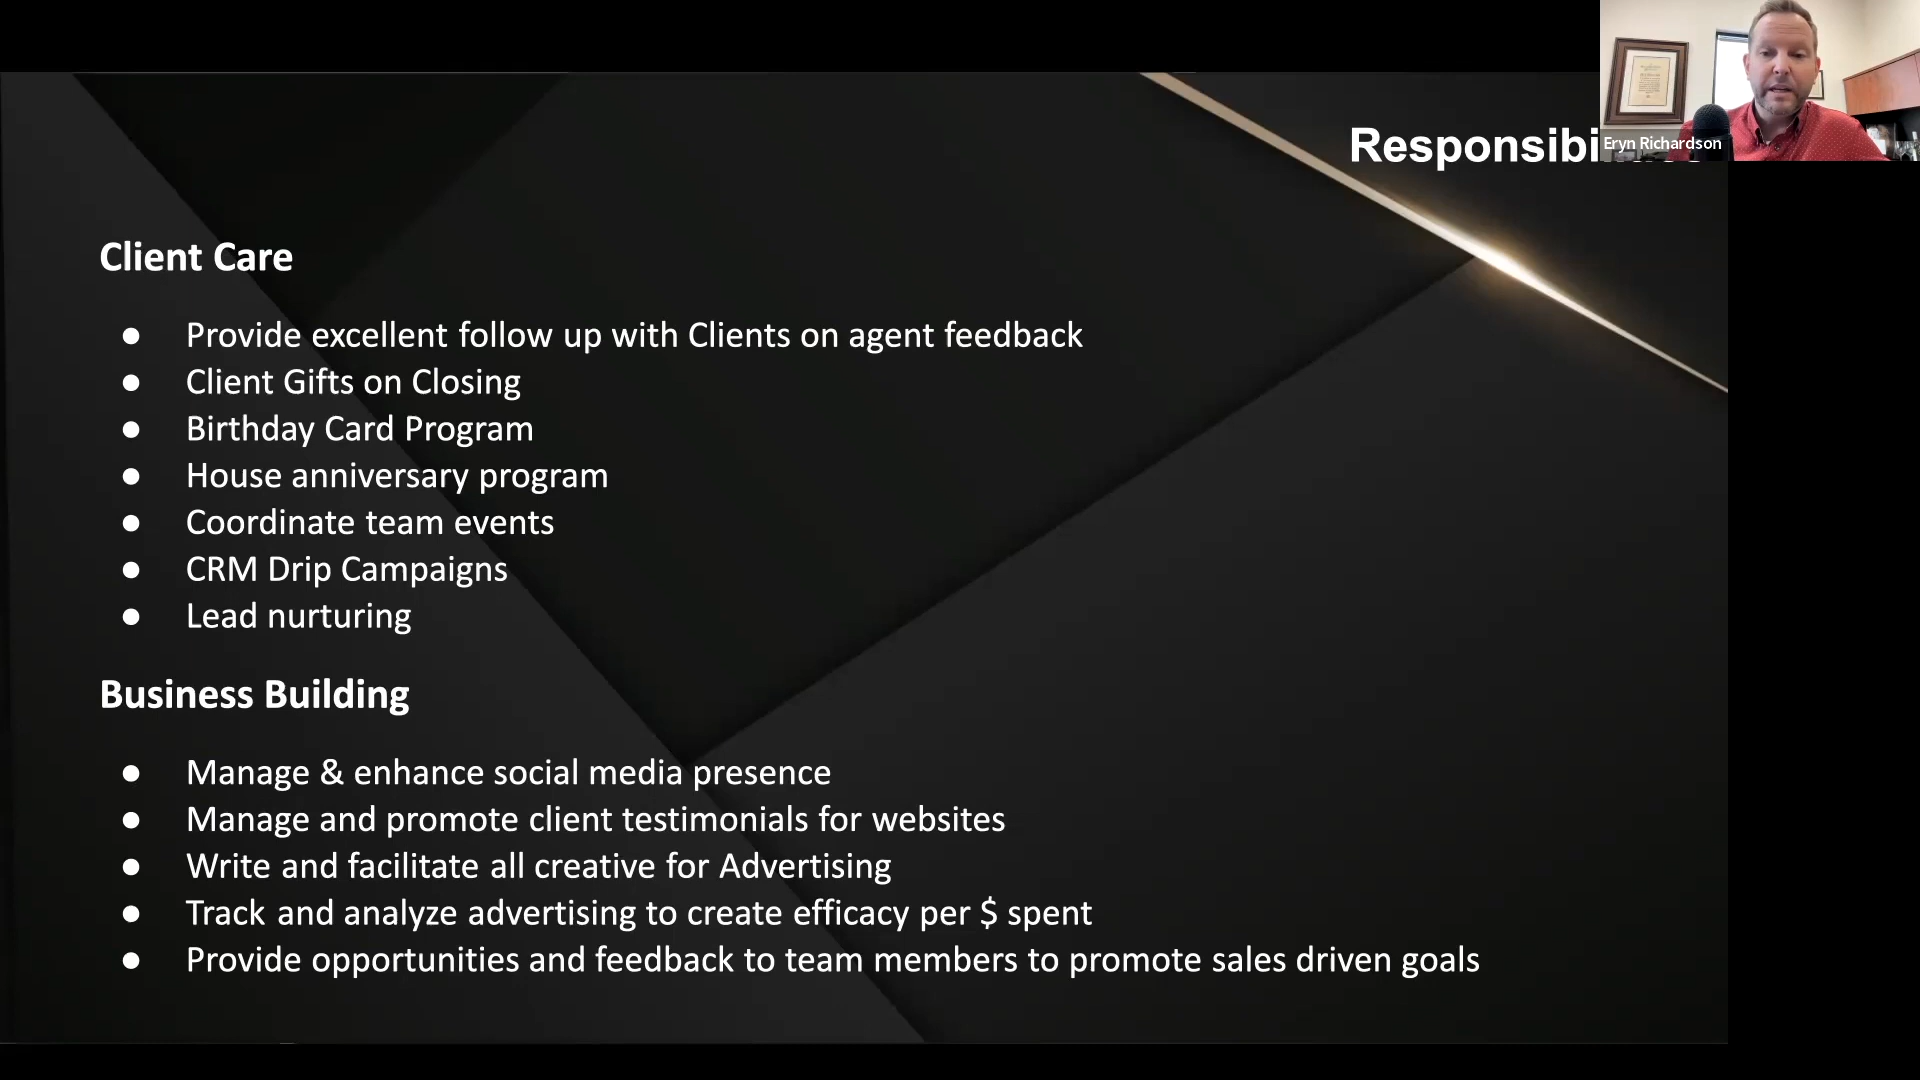 Responsibi
Eryn Richardson
Client Care
● Provide excellent follow up with Clients on agent feedback
● Client Gifts on Closing
● Birthday Card Program
● House anniversary program
● Coordinate team events
● CRM Drip Campaigns
● Lead nurturing
Business Building
● Manage & enhance social media presence
● Manage and promote client testimonials for websites
● Write and facilitate all creative for Advertising
● Track and analyze advertising to create efficacy per $ spent
● Provide opportunities and feedback to team members to promote sales driven goals